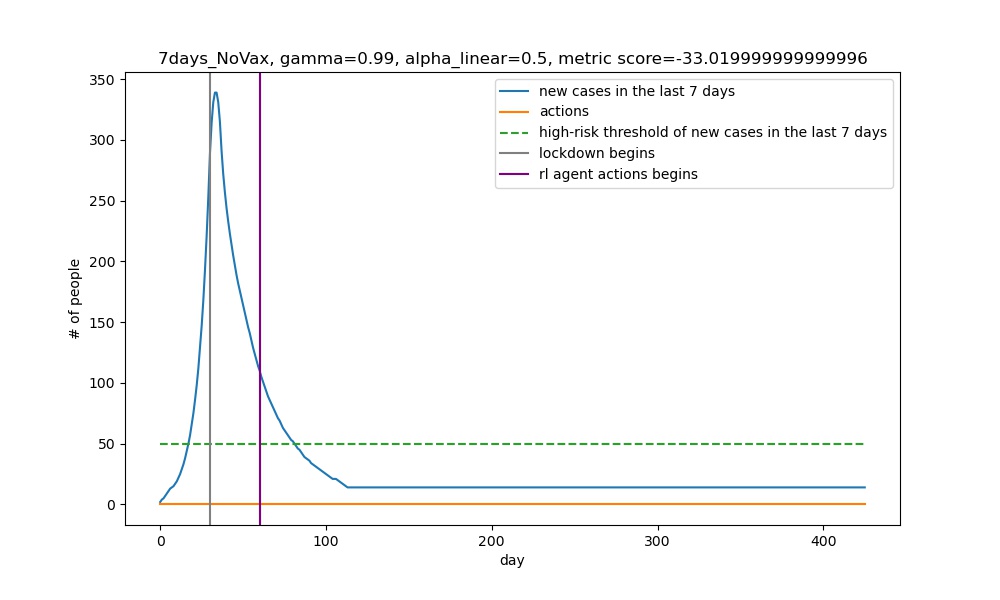 7days_NoVax, gamma=0.99, alpha_linear=0.5, metric score=-33.019999999999996
350
300
250
200
150
100
50
0
# of people
new cases in the last 7 days
actions
high-risk threshold of new cases in the last 7 days
lockdown begins
rl agent actions begins
0 100 200 300 400
day